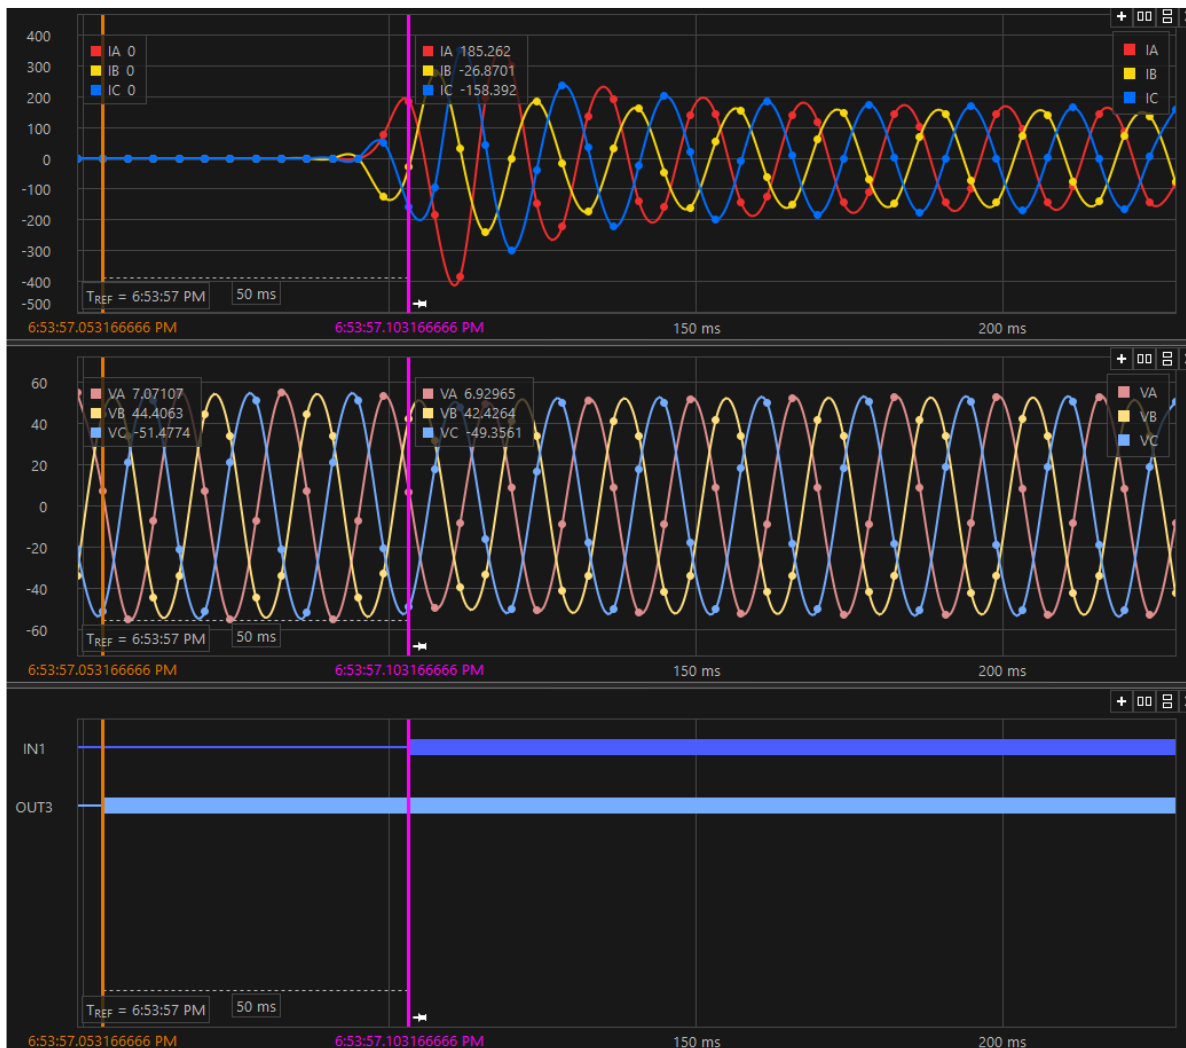 400
300
200
100
0
-100
-200
-300
-400
-500
IA 0
IB 0
IC 0
IA 185.262
IB -26.8701
IC -158.392
IA
IB
IC
TREF = 6:53:57 PM
50 ms
6:53:57.053166666 PM
6:53:57.103166666 PM
150 ms
200 ms
60
40
20
0
-20
-40
-60
VA 7.07107
VB 44.4063
VC -51.4774
VA 6.92965
VB 42.4264
VC -49.3561
VA
VB
VC
TREF = 6:53:57 PM
50 ms
6:53:57.053166666 PM
6:53:57.103166666 PM
150 ms
200 ms
IN1
OUT3
TREF = 6:53:57 PM
50 ms
6:53:57.053166666 PM
6:53:57.103166666 PM
150 ms
200 ms